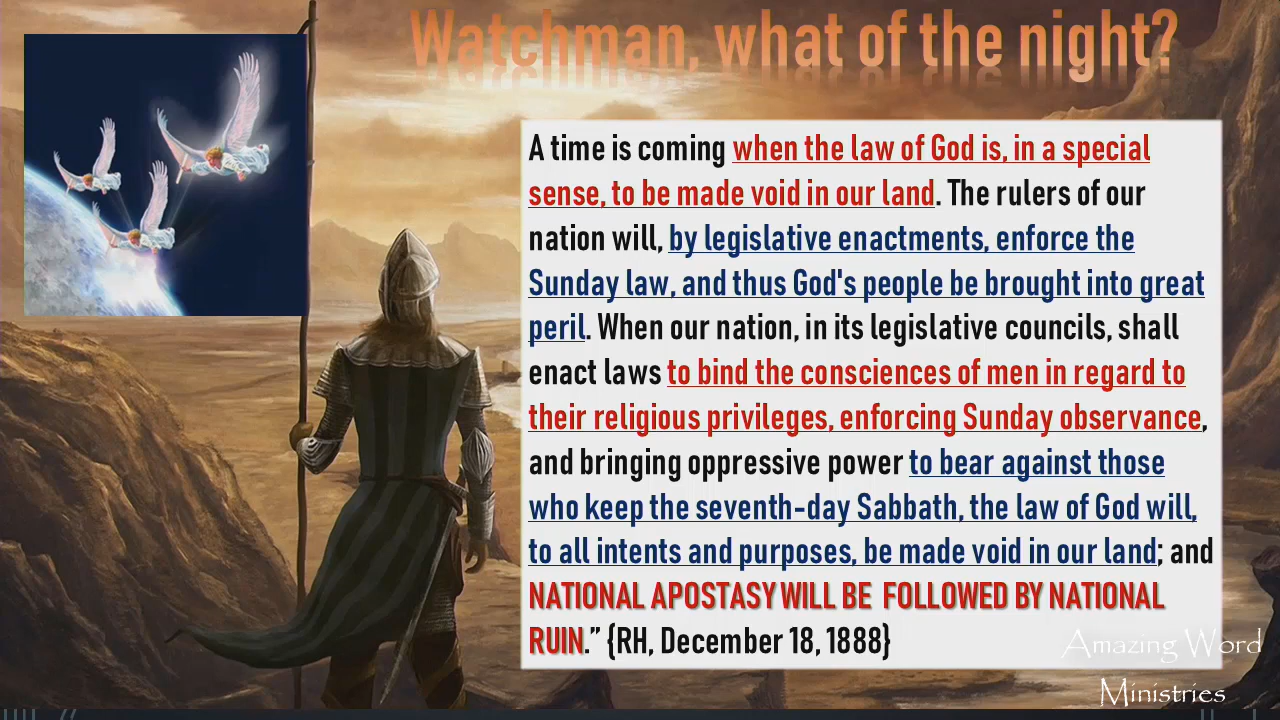 Watchman, what of the night?
A time is coming when the law of God is, in a special
sense, to be made void in our land. The rulers of our
nation will, by legislative enactments, enforce the
Sunday law, and thus God's people be brought into great
peril. When our nation, in its legislative councils, shall
enact laws to bind the consciences of men in regard to
their religious privileges, enforcing Sunday observance,
and bringing oppressive power to bear against those
who keep the seventh-day Sabbath, the law of God will,
to all intents and purposes, be made void in our land; and
NATIONAL APOSTASY WILL BE FOLLOWED BY NATIONAL
RUIN.” {RH, December 18, 1888}
Amazing Word
Ministries